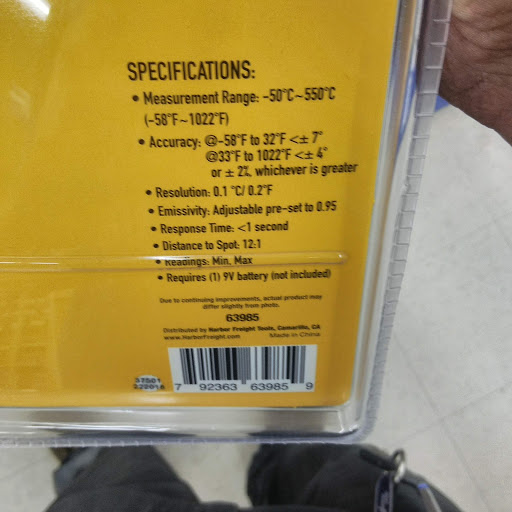 SPECIFICATIONS:
• Measurement Range: -50°C~550°C
(-58°F~1022°F)
• Accuracy: @-58°F to 32°F <± 7°
@33°F to 1022°F <± 4°
or ± 2%, whichever is greater
• Resolution: 0.1 °C/ 0.2°F
• Emissivity: Adjustable pre-set to 0.95
• Response Time: <1 second
• Distance to Spot: 12:1
• Readings: Min, Max
• Requires (1) 9V battery (not included)
Due to continuing improvements, actual product may
differ slightly from photo.
63985
Distributed by Harbor Freight Tools, Camarillo, CA
www.HarborFreight.com Made in China
7 92363 63985 9